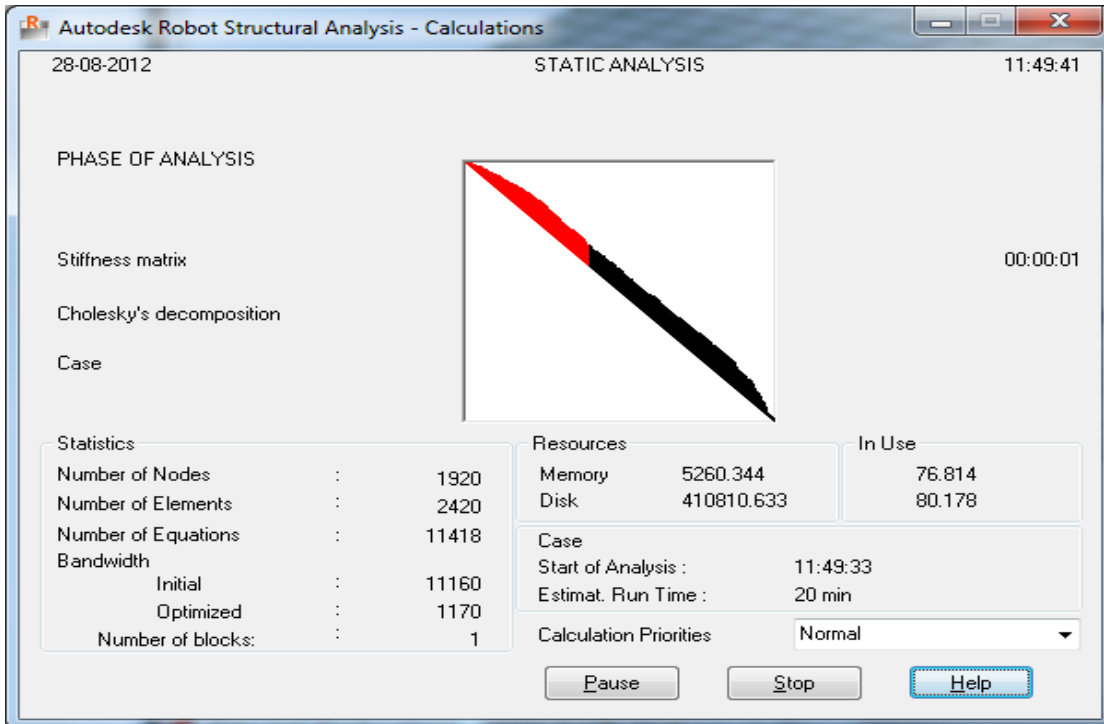 Autodesk Robot Structural Analysis - Calculations
28-08-2012 STATIC ANALYSIS 11:49:41
PHASE OF ANALYSIS
Stiffness matrix 00:00:01
Cholesky's decomposition
Case
Statistics
Number of Nodes : 1920
Number of Elements : 2420
Number of Equations : 11418
Bandwidth
Initial : 11160
Optimized : 1170
Number of blocks: : 1
Resources In Use
Memory 5260.344 76.814
Disk 410810.633 80.178
Case
Start of Analysis : 11:49:33
Estimat. Run Time : 20 min
Calculation Priorities Normal
Pause Stop Help